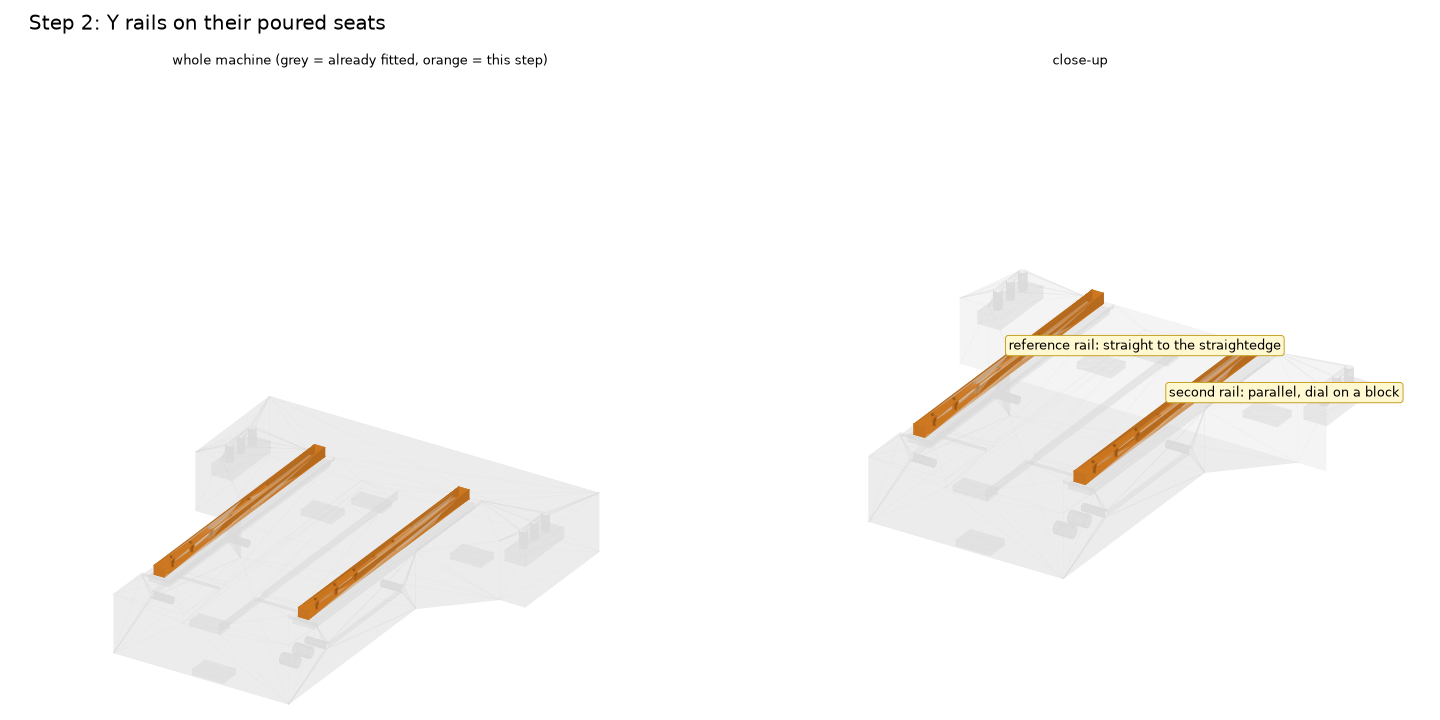 Step 2: Y rails on their poured seats
whole machine (grey = already fitted, orange = this step)
close-up
reference rail: straight to the straightedge
second rail: parallel, dial on a block